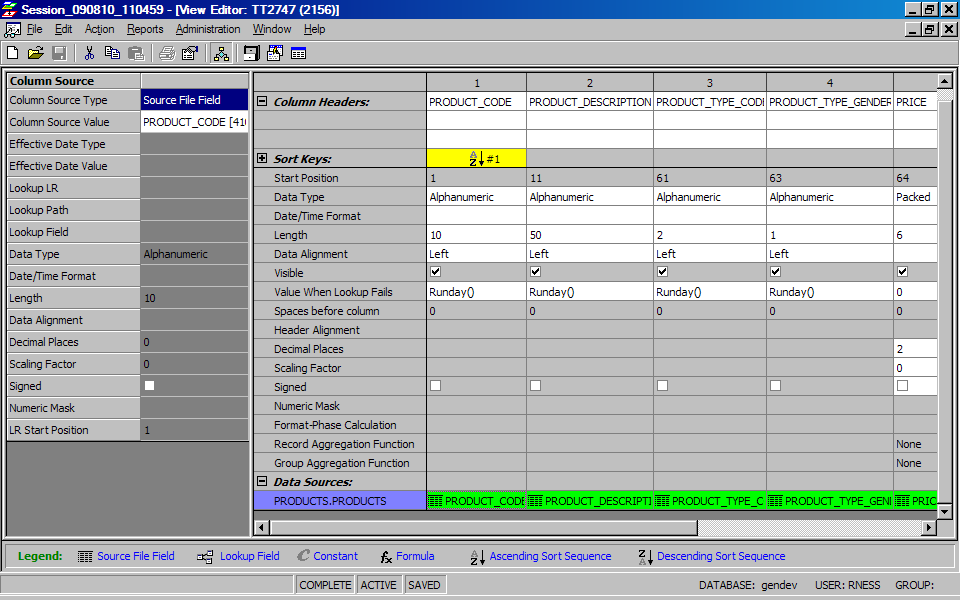 Session_090810_110459 - [View Editor: TT2747 (2156)]
File Edit Action Reports Administration Window Help
Column Source
Column Source Type Source File Field
Column Source Value PRODUCT_CODE [41
Effective Date Type
Effective Date Value
Lookup LR
Lookup Path
Lookup Field
Data Type Alphanumeric
Date/Time Format
Length 10
Data Alignment
Decimal Places 0
Scaling Factor 0
Signed
Numeric Mask
LR Start Position 1
1 2 3 4
Column Headers: PRODUCT_CODE PRODUCT_DESCRIPTION PRODUCT_TYPE_CODE PRODUCT_TYPE_GENDER PRICE
Sort Keys: A Z #1
Start Position 1 11 61 63 64
Data Type Alphanumeric Alphanumeric Alphanumeric Alphanumeric Packed
Date/Time Format
Length 10 50 2 1 6
Data Alignment Left Left Left Left
Visible
Value When Lookup Fails Runday() Runday() Runday() Runday() 0
Spaces before column 0 0 0 0 0
Header Alignment
Decimal Places 2
Scaling Factor 0
Signed
Numeric Mask
Format-Phase Calculation
Record Aggregation Function None
Group Aggregation Function None
Data Sources:
PRODUCTS.PRODUCTS PRODUCT_CODE PRODUCT_DESCRIPTI PRODUCT_TYPE_C PRODUCT_TYPE_GEN PRIC
Legend: Source File Field Lookup Field C Constant fx Formula A Z Ascending Sort Sequence Z A Descending Sort Sequence
COMPLETE ACTIVE SAVED DATABASE: gendev USER: RNESS GROUP: